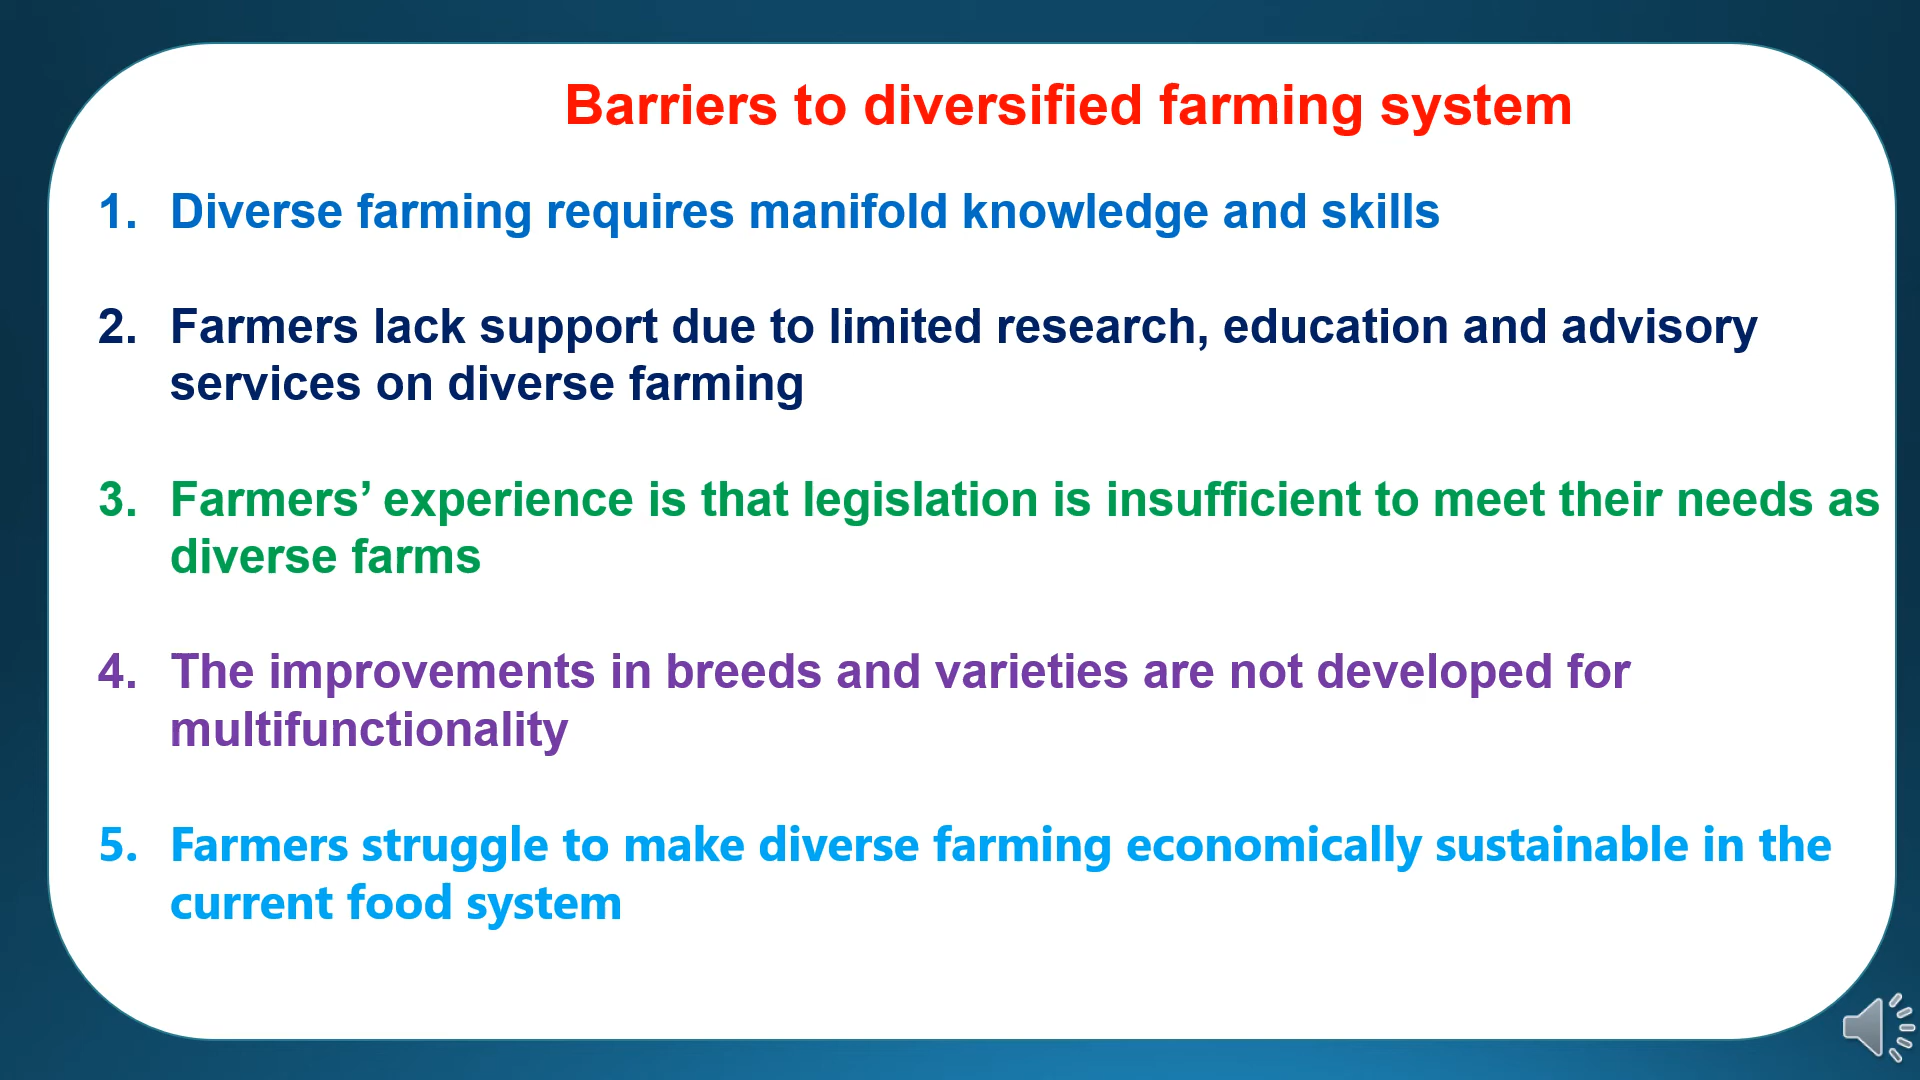 Barriers to diversified farming system
1. Diverse farming requires manifold knowledge and skills
2. Farmers lack support due to limited research, education and advisory
services on diverse farming
3. Farmers’ experience is that legislation is insufficient to meet their needs as
diverse farms
4. The improvements in breeds and varieties are not developed for
multifunctionality
5. Farmers struggle to make diverse farming economically sustainable in the
current food system